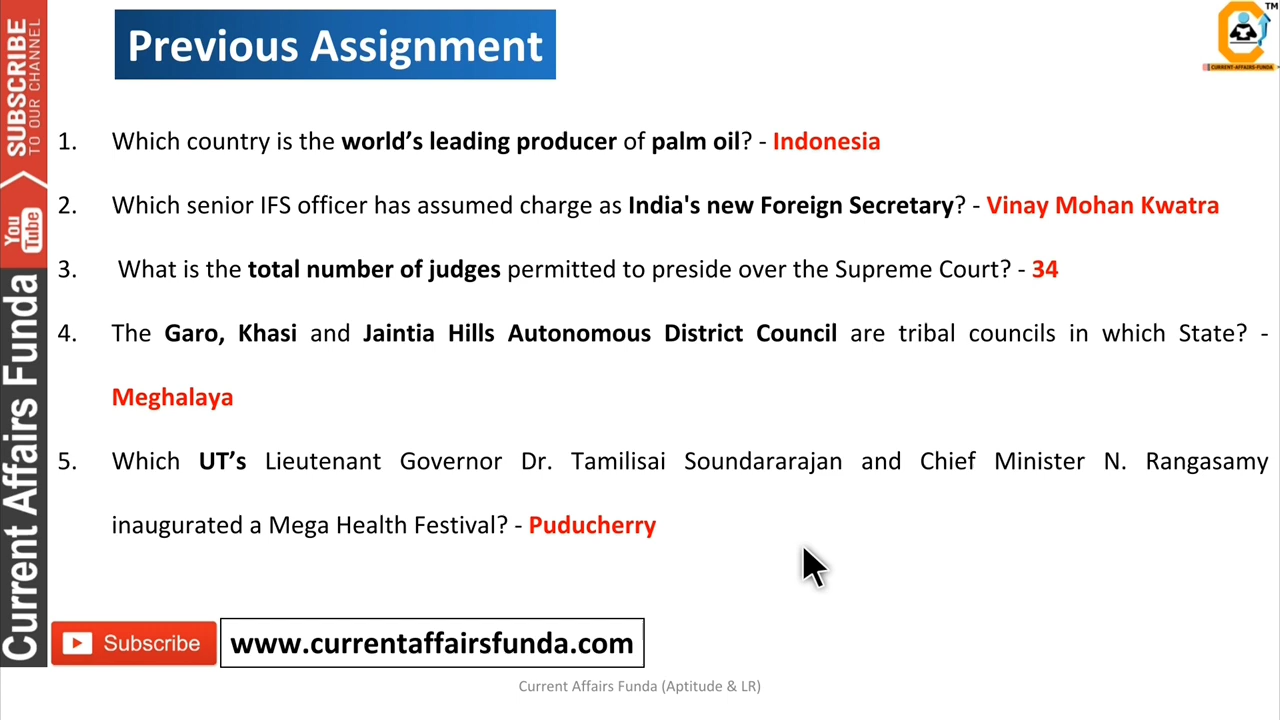 Previous Assignment
TM
CURRENT-AFFAIRS-FUNDA
SUBSCRIBE
TO OUR CHANNEL
You
Tube
Current Affairs Funda
1. Which country is the world’s leading producer of palm oil? - Indonesia
2. Which senior IFS officer has assumed charge as India's new Foreign Secretary? - Vinay Mohan Kwatra
3. What is the total number of judges permitted to preside over the Supreme Court? - 34
4. The Garo, Khasi and Jaintia Hills Autonomous District Council are tribal councils in which State? -
Meghalaya
5. Which UT’s Lieutenant Governor Dr. Tamilisai Soundararajan and Chief Minister N. Rangasamy
inaugurated a Mega Health Festival? - Puducherry
Subscribe
www.currentaffairsfunda.com
Current Affairs Funda (Aptitude & LR)